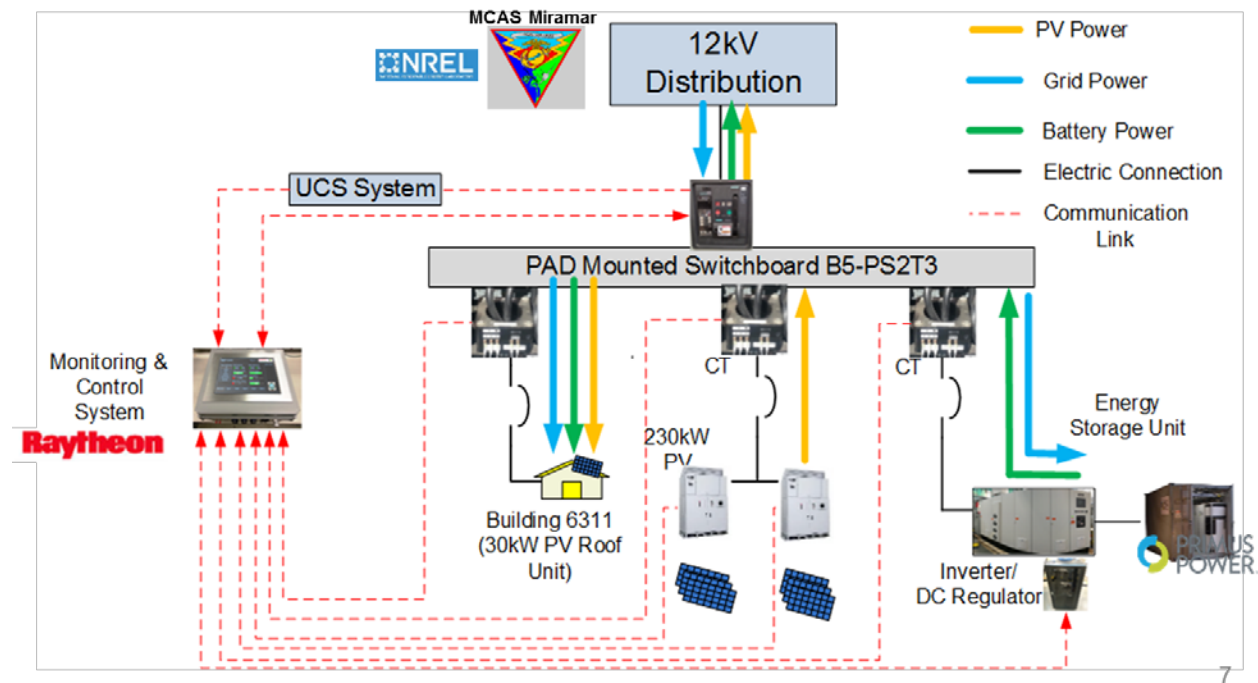 MCAS Miramar
NREL
12kV
Distribution
PV Power
Grid Power
Battery Power
Electric Connection
Communication
Link
UCS System
PAD Mounted Switchboard B5-PS2T3
Monitoring &
Control
System
Raytheon
CT
CT
230kW
PV
Energy
Storage Unit
Building 6311
(30kW PV Roof
Unit)
Inverter/
DC Regulator
PRIMUS
POWER
7